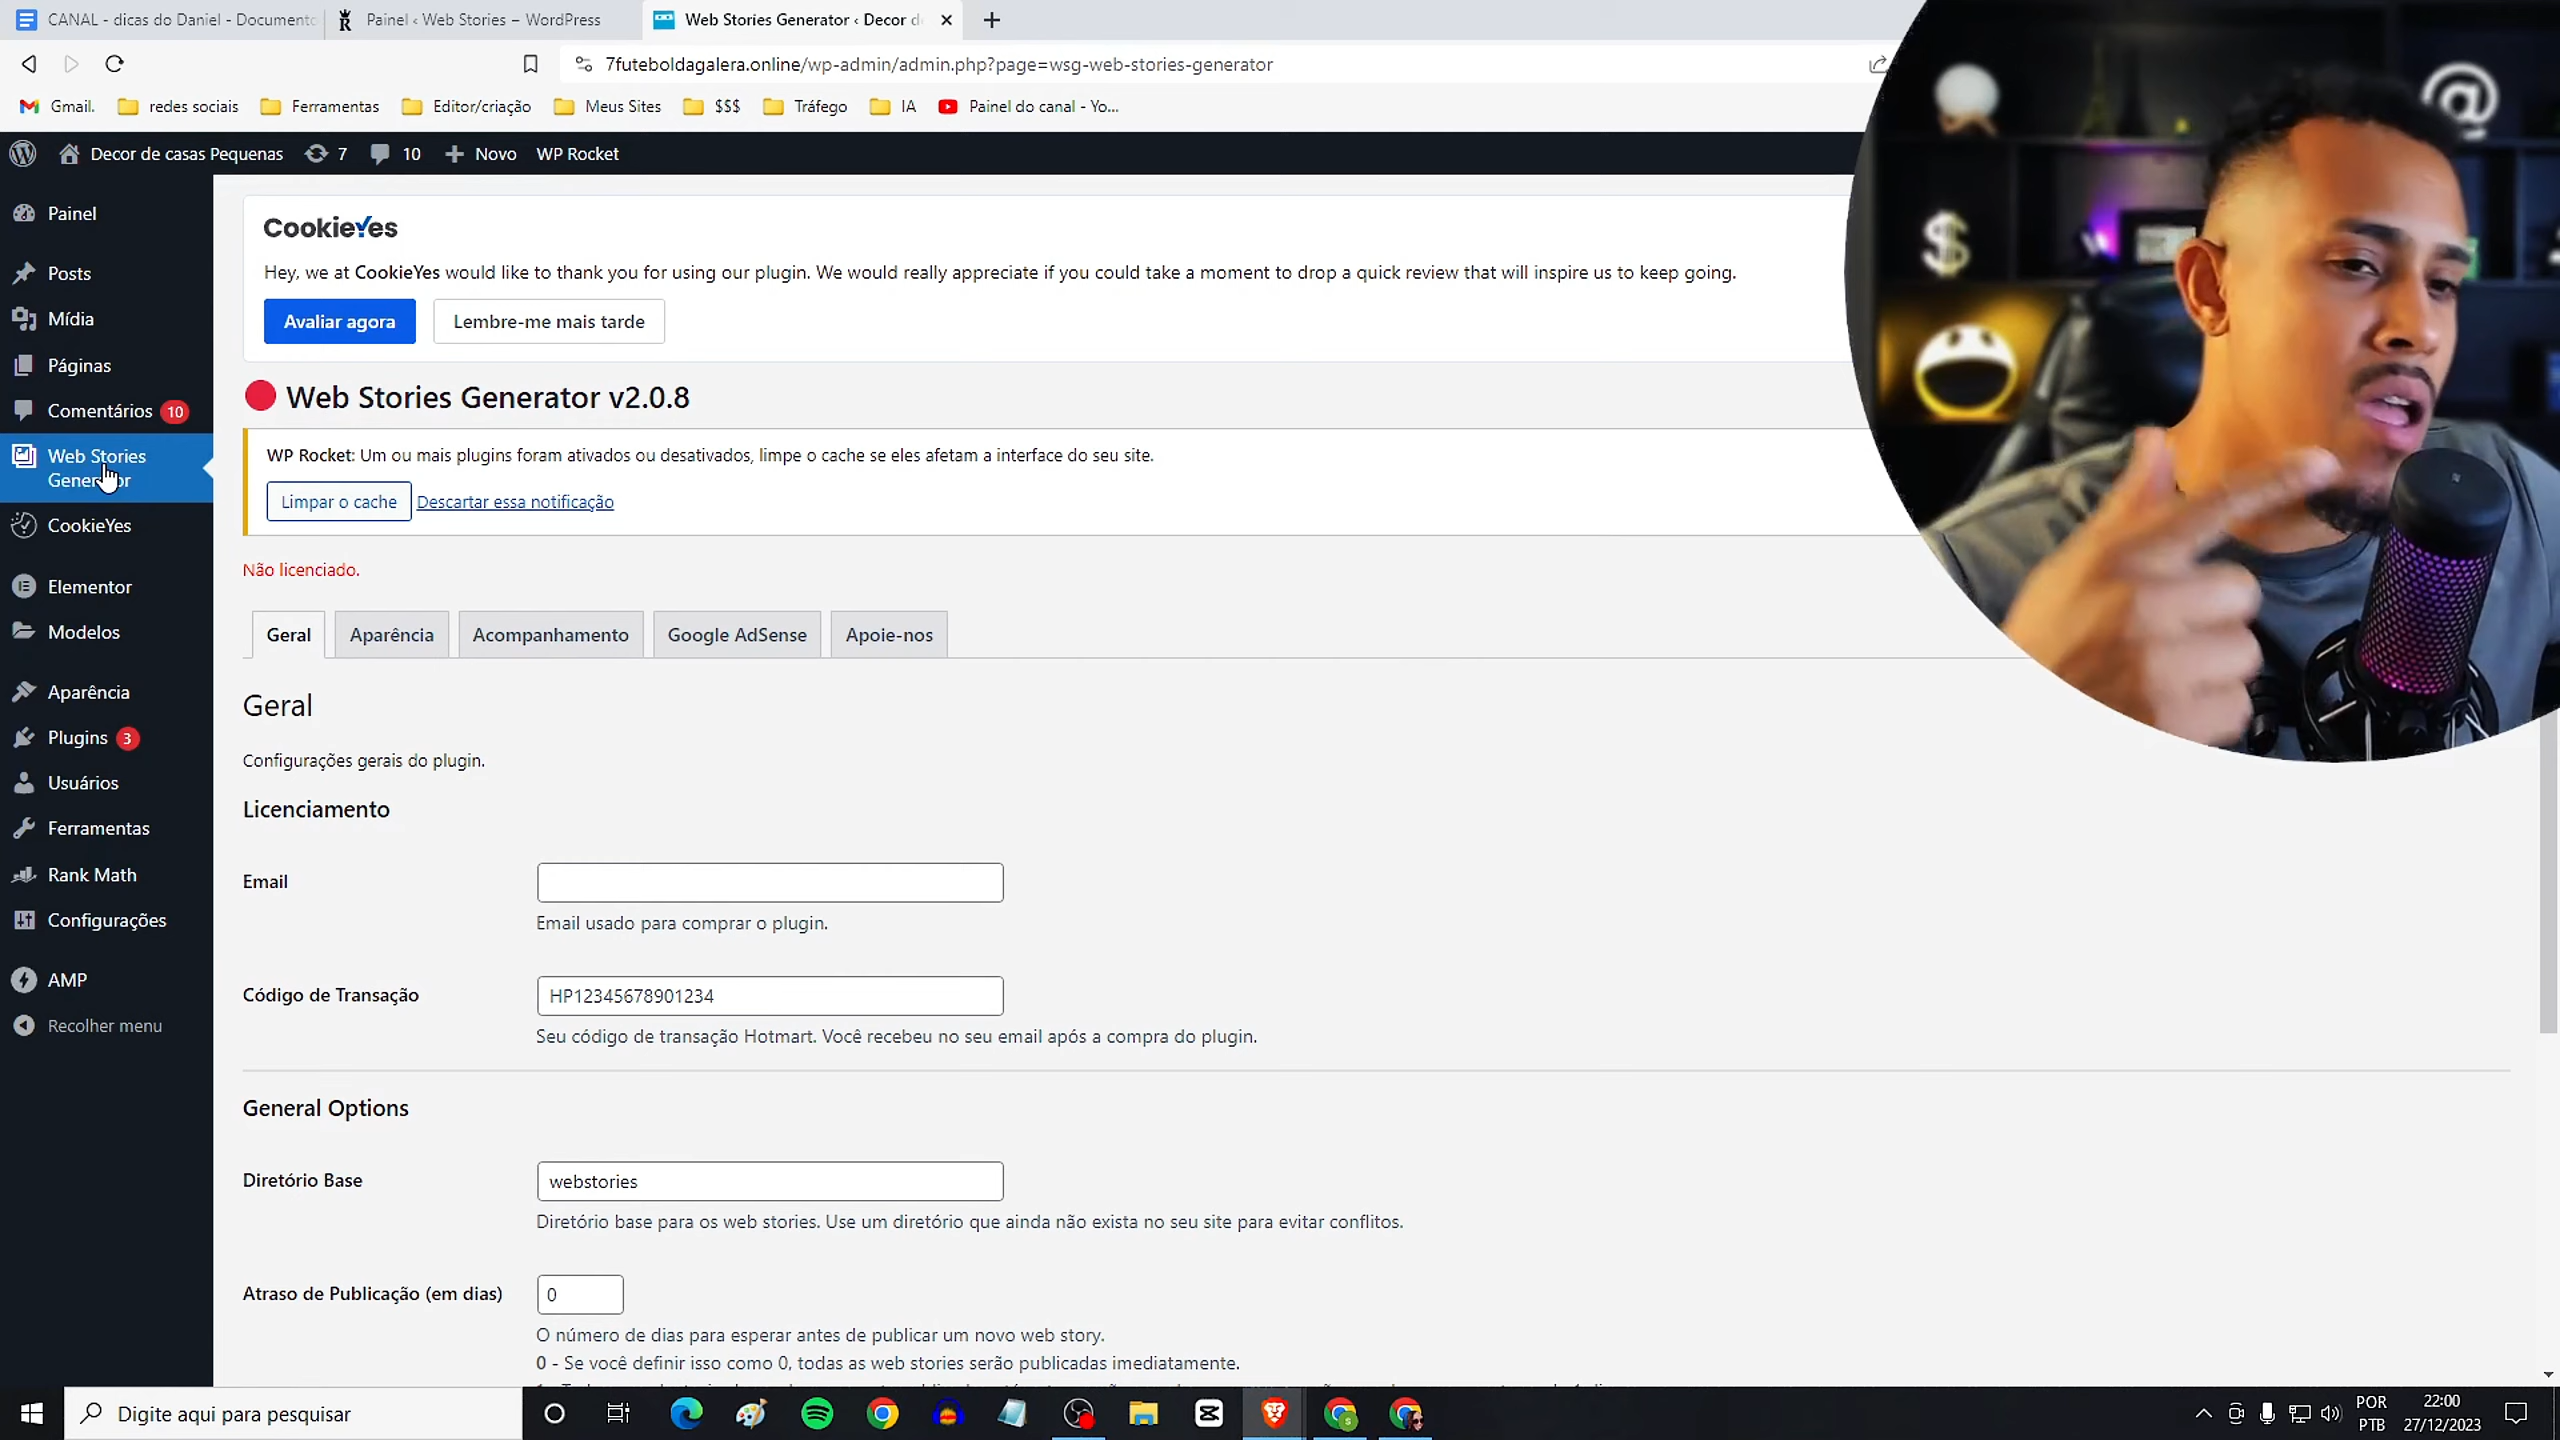 CANAL - dicas do Daniel - Documento
Painel ‹ Web Stories — WordPress
Web Stories Generator ‹ Decor d
7futeboldagalera.online/wp-admin/admin.php?page=wsg-web-stories-generator
Gmail.
redes sociais
Ferramentas
Editor/criação
Meus Sites
$$$
Tráfego
IA
Painel do canal - Yo...
Decor de casas Pequenas
7
10
Novo
WP Rocket
Painel
Posts
Mídia
Páginas
Comentários 10
Web Stories
Generator
CookieYes
Elementor
Modelos
Aparência
Plugins 3
Usuários
Ferramentas
Rank Math
Configurações
AMP
Recolher menu
CookieYes
Hey, we at CookieYes would like to thank you for using our plugin. We would really appreciate if you could take a moment to drop a quick review that will inspire us to keep going.
Avaliar agora
Lembre-me mais tarde
Web Stories Generator v2.0.8
WP Rocket: Um ou mais plugins foram ativados ou desativados, limpe o cache se eles afetam a interface do seu site.
Limpar o cache
Descartar essa notificação
Não licenciado.
Geral
Aparência
Acompanhamento
Google AdSense
Apoie-nos
Geral
Configurações gerais do plugin.
Licenciamento
Email
Email usado para comprar o plugin.
Código de Transação
HP12345678901234
Seu código de transação Hotmart. Você recebeu no seu email após a compra do plugin.
General Options
Diretório Base
webstories
Diretório base para os web stories. Use um diretório que ainda não exista no seu site para evitar conflitos.
Atraso de Publicação (em dias)
0
O número de dias para esperar antes de publicar um novo web story.
0 - Se você definir isso como 0, todas as web stories serão publicadas imediatamente.
@
$
Digite aqui para pesquisar
POR
PTB
22:00
27/12/2023